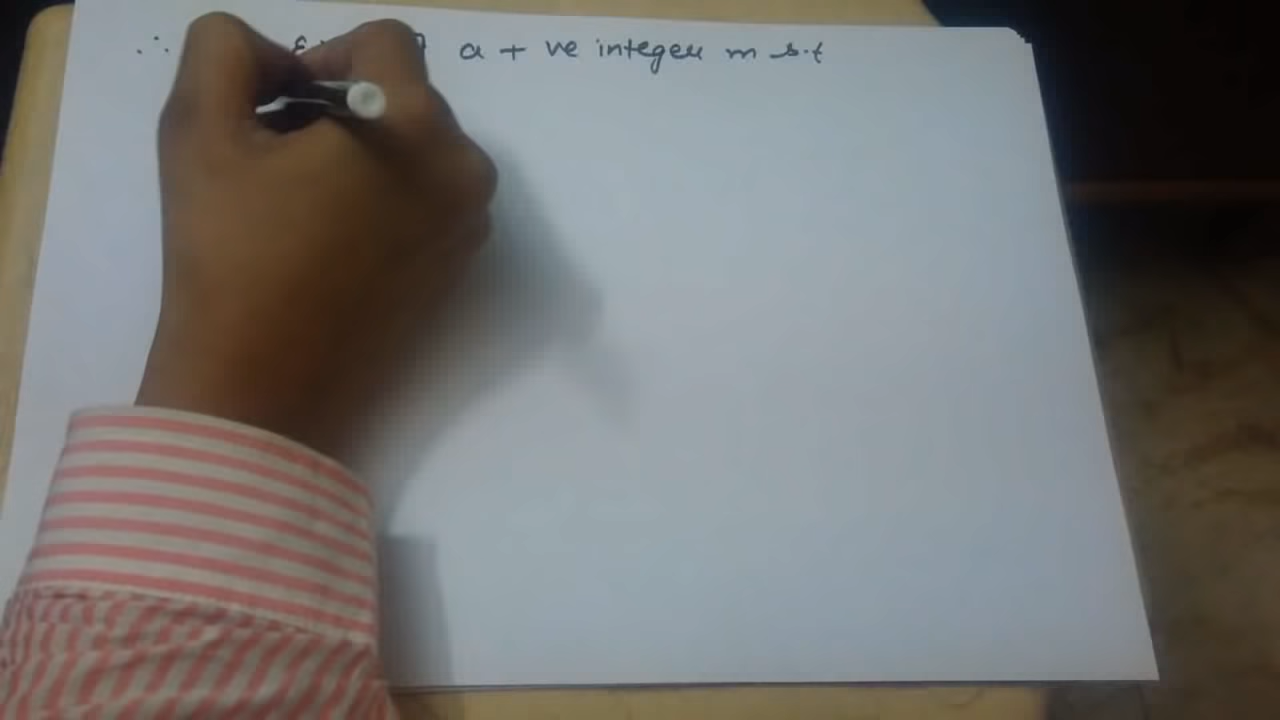 ∴ a + ve integer m s.t